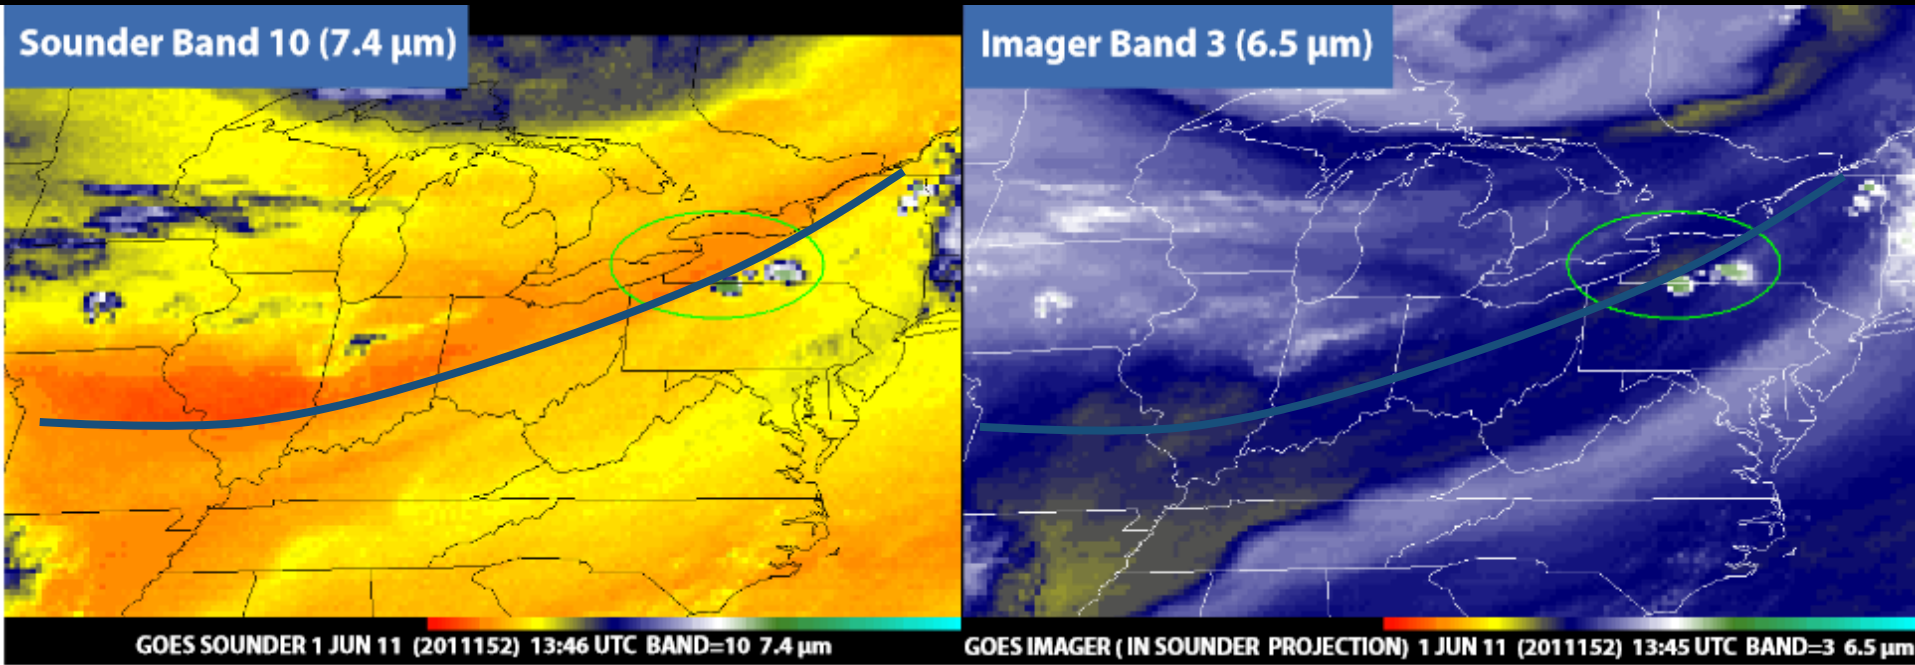 Sounder Band 10 (7.4 µm)
Imager Band 3 (6.5 µm)
GOES SOUNDER 1 JUN 11 (2011152) 13:46 UTC BAND=10 7.4 µm
GOES IMAGER ( IN SOUNDER PROJECTION) 1 JUN 11 (2011152) 13:45 UTC BAND=3 6.5 µm